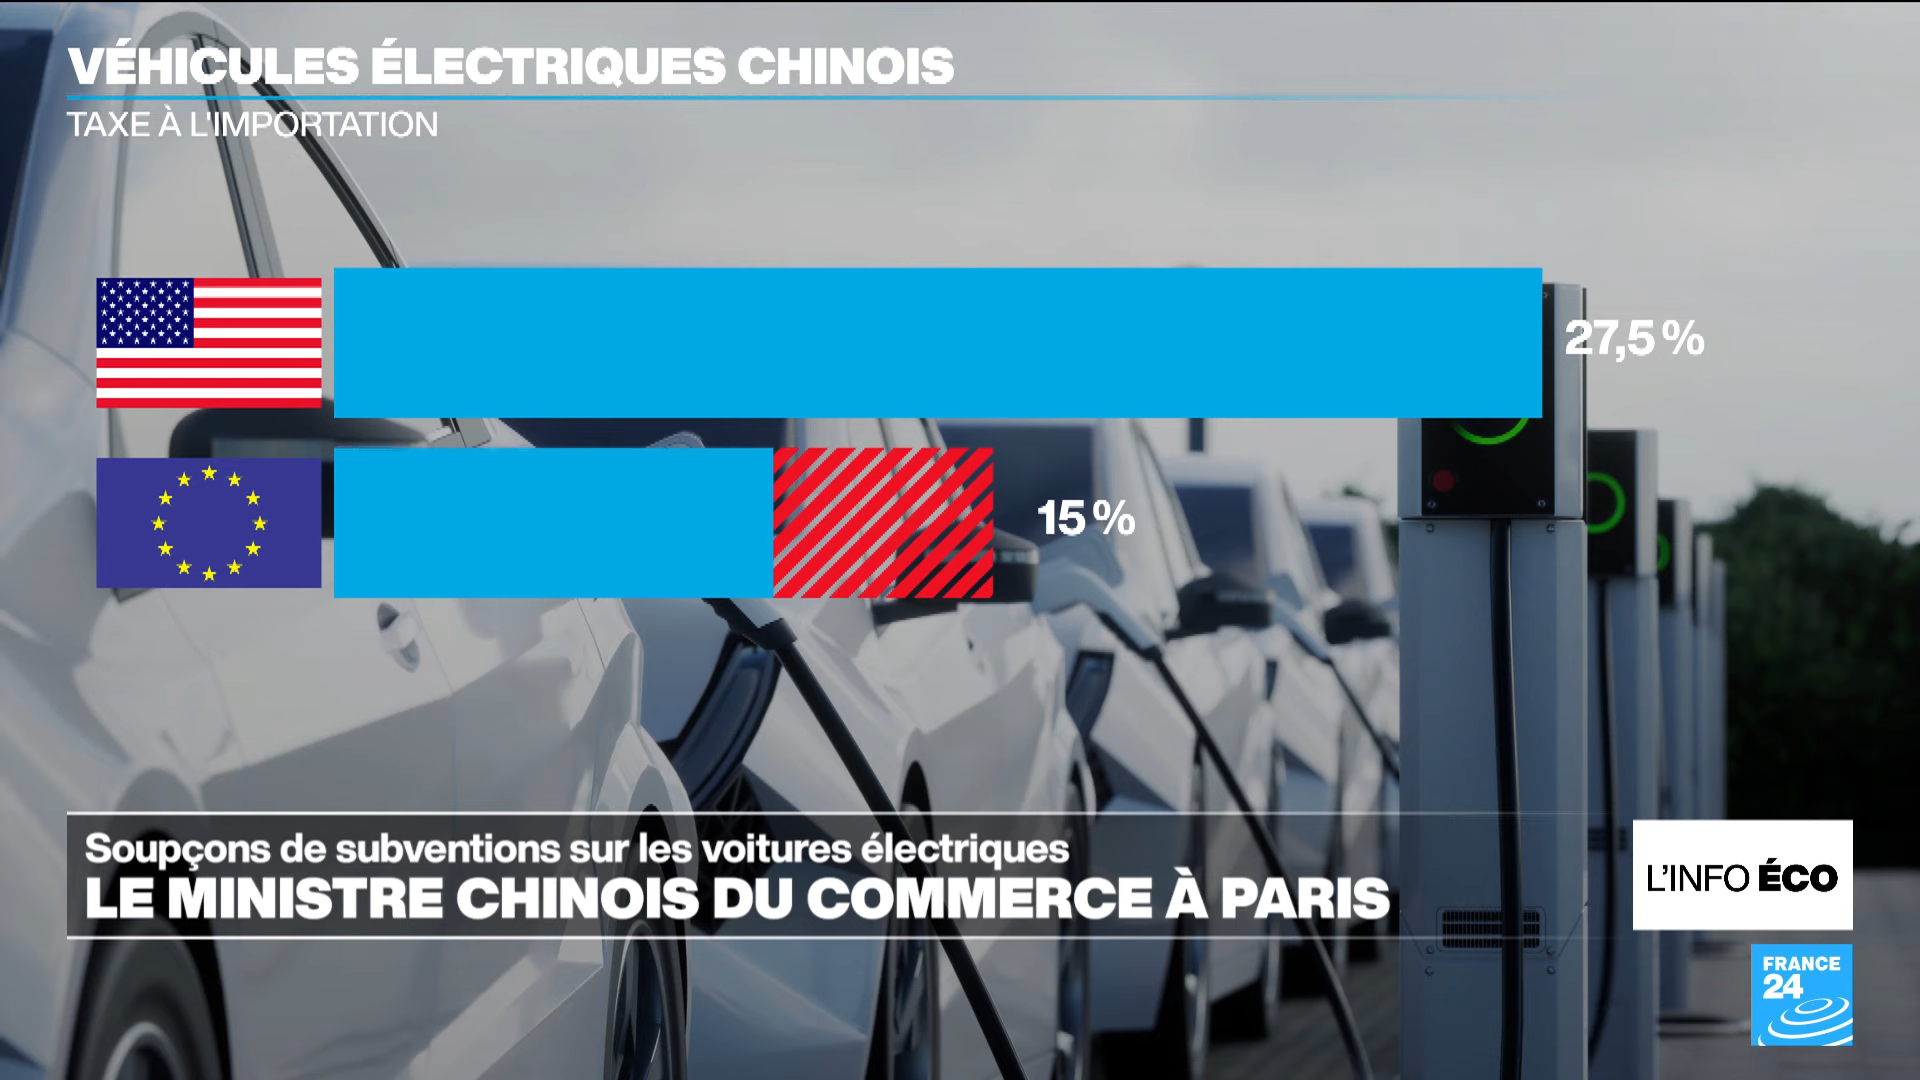 VÉHICULES ÉLECTRIQUES CHINOIS
TAXE À L'IMPORTATION
27,5 %
15 %
Soupçons de subventions sur les voitures électriques
LE MINISTRE CHINOIS DU COMMERCE À PARIS
L'INFO ÉCO
FRANCE
24